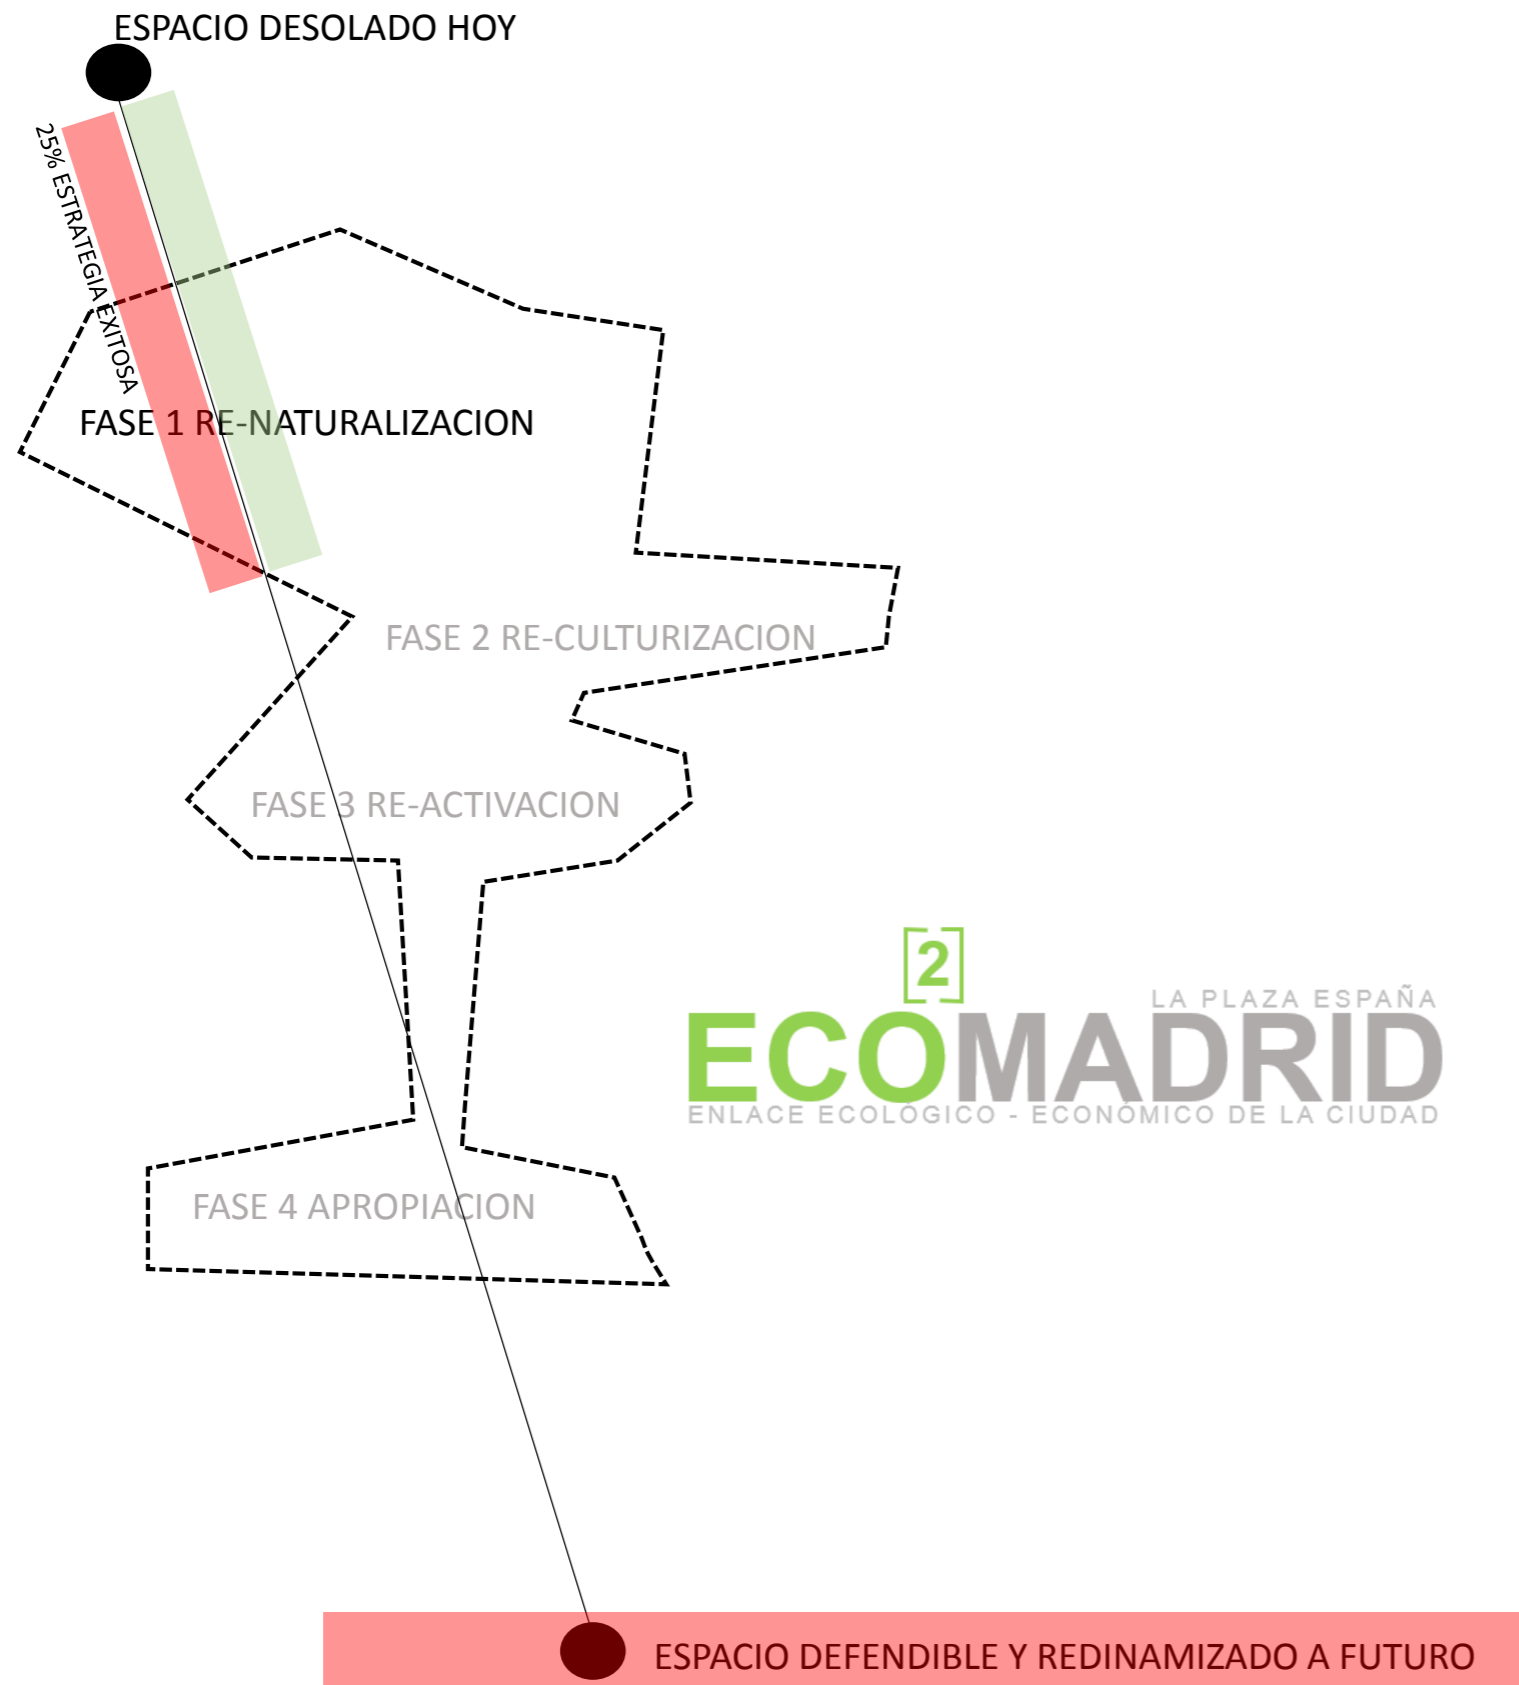 ESPACIO DESOLADO HOY
25% ESTRATEGIA EXITOSA
FASE 1 RE-NATURALIZACION
FASE 2 RE-CULTURIZACION
FASE 3 RE-ACTIVACION
[2]
LA PLAZA ESPAÑA
ECOMADRID
ENLACE ECOLÓGICO - ECONÓMICO DE LA CIUDAD
FASE 4 APROPIACION
ESPACIO DEFENDIBLE Y REDINAMIZADO A FUTURO